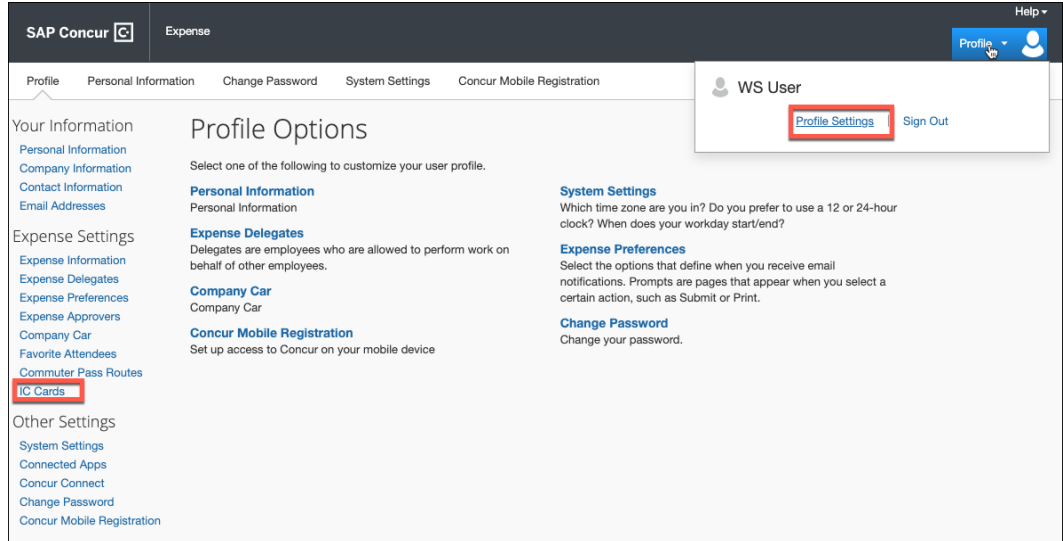 Help
SAP Concur C
Expense
Profile
Profile
Personal Information
Change Password
System Settings
Concur Mobile Registration
WS User
Profile Settings | Sign Out
Your Information
Personal Information
Company Information
Contact Information
Email Addresses
Expense Settings
Expense Information
Expense Delegates
Expense Preferences
Expense Approvers
Company Car
Favorite Attendees
Commuter Pass Routes
IC Cards
Other Settings
System Settings
Connected Apps
Concur Connect
Change Password
Concur Mobile Registration
Profile Options
Select one of the following to customize your user profile.
Personal Information
Personal Information
Expense Delegates
Delegates are employees who are allowed to perform work on
behalf of other employees.
Company Car
Company Car
Concur Mobile Registration
Set up access to Concur on your mobile device
System Settings
Which time zone are you in? Do you prefer to use a 12 or 24-hour
clock? When does your workday start/end?
Expense Preferences
Select the options that define when you receive email
notifications. Prompts are pages that appear when you select a
certain action, such as Submit or Print.
Change Password
Change your password.